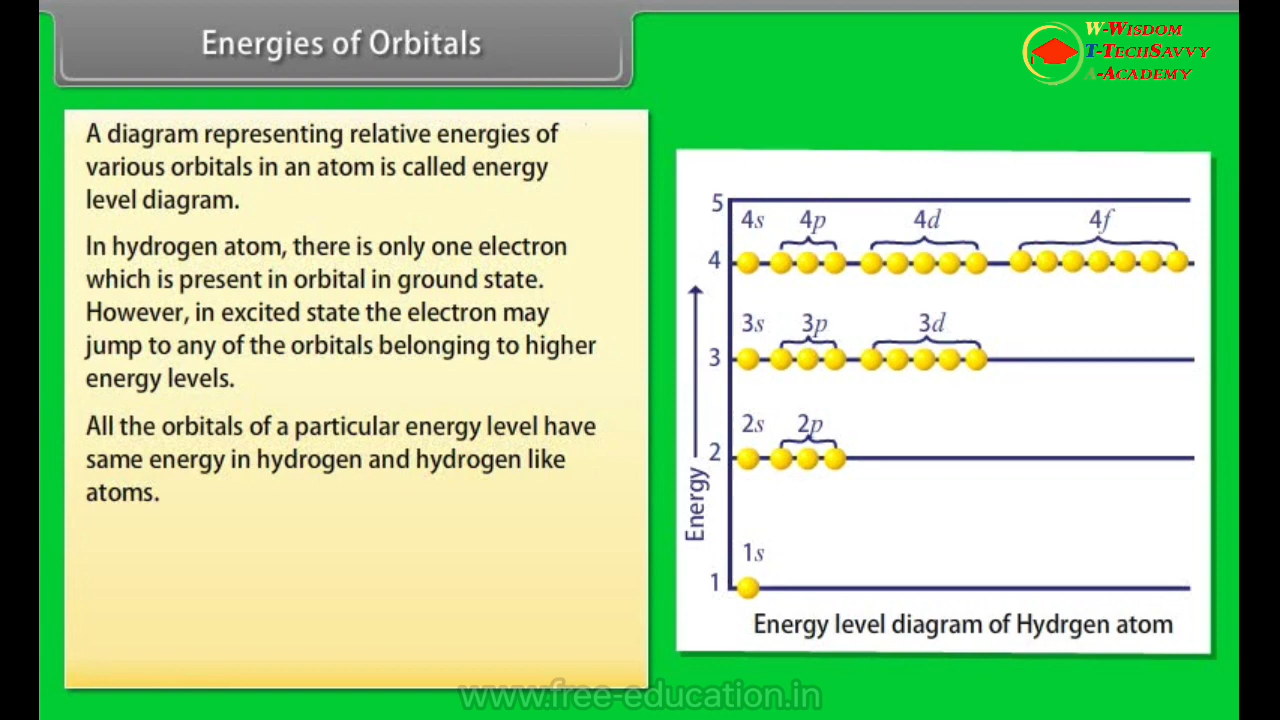 Energies of Orbitals
W-Wisdom
T-TechSavvy
A-Academy
A diagram representing relative energies of
various orbitals in an atom is called energy
level diagram.
In hydrogen atom, there is only one electron
which is present in orbital in ground state.
However, in excited state the electron may
jump to any of the orbitals belonging to higher
energy levels.
All the orbitals of a particular energy level have
same energy in hydrogen and hydrogen like
atoms.
5
4s 4p 4d 4f
4
3s 3p 3d
3
2s 2p
2
Energy
1s
1
Energy level diagram of Hydrgen atom
www.free-education.in